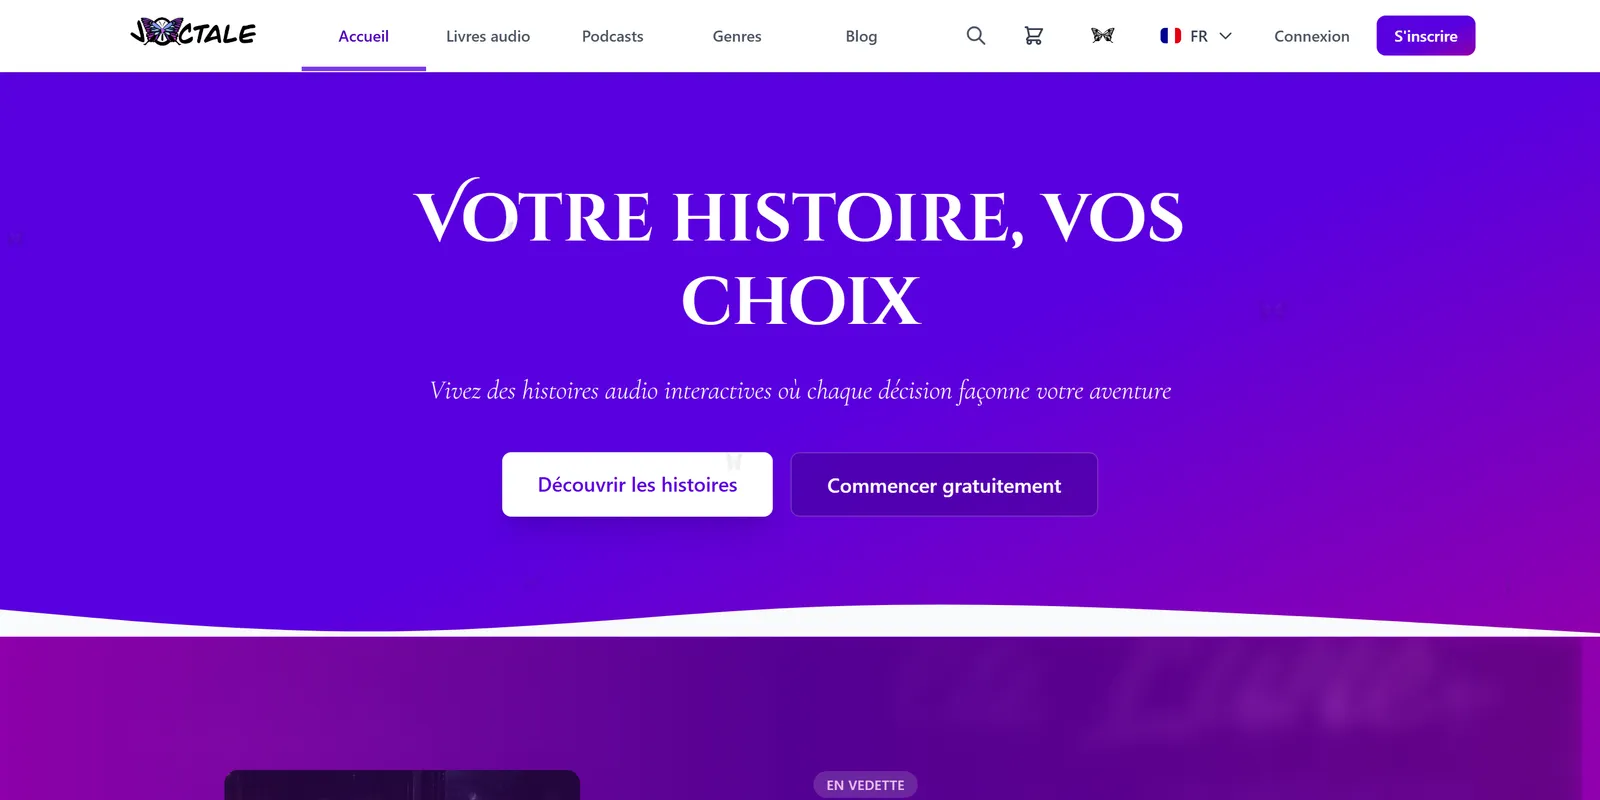 JOCTALE
Accueil
Livres audio
Podcasts
Genres
Blog
FR
Connexion
S'inscrire
Votre histoire, vos
choix
Vivez des histoires audio interactives où chaque décision façonne votre aventure
Découvrir les histoires
Commencer gratuitement
EN VEDETTE